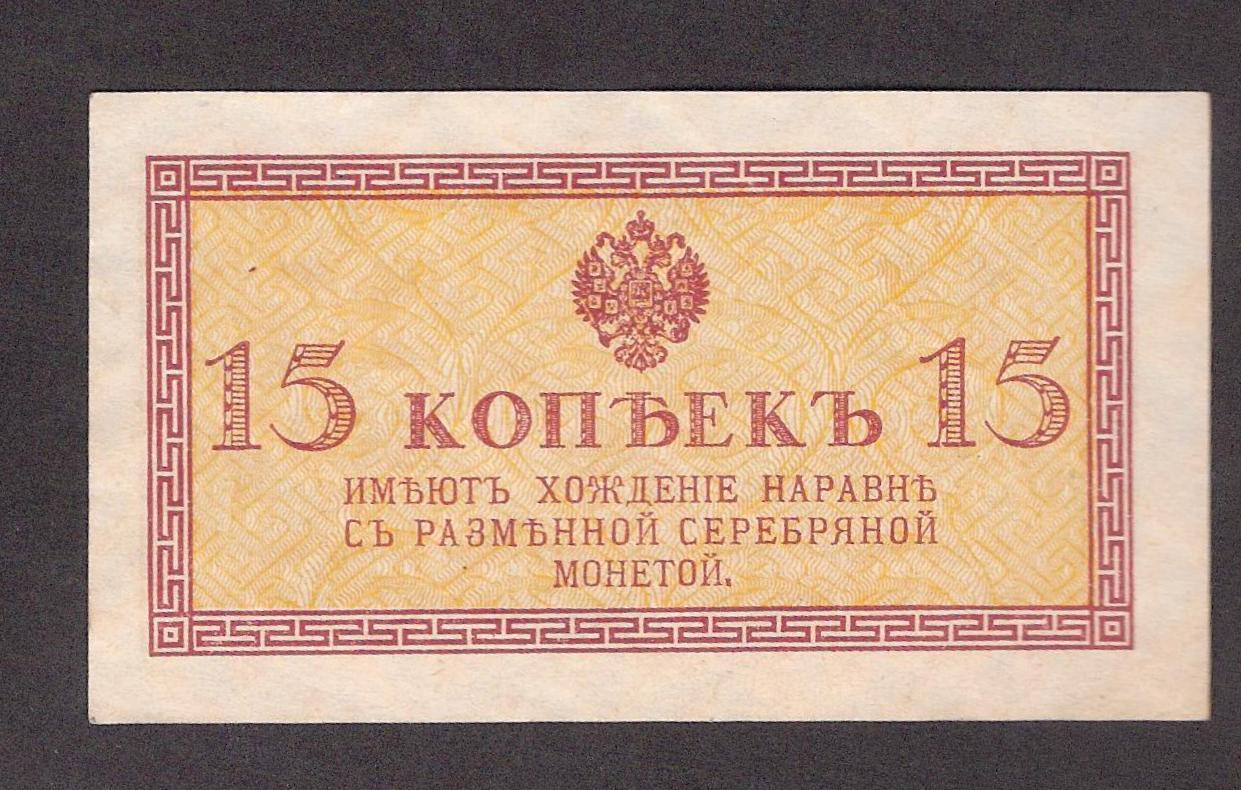 15 КОПѢЕКЪ 15
ИМѢЮТЪ ХОЖДЕНІЕ НАРАВНѢ
СЪ РАЗМѢННОЙ СЕРЕБРЯНОЙ
МОНЕТОЙ.